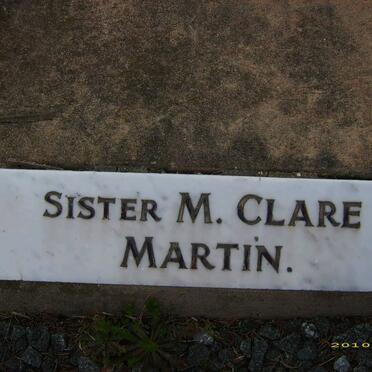 SISTER M. CLARE
MARTIN.
2010